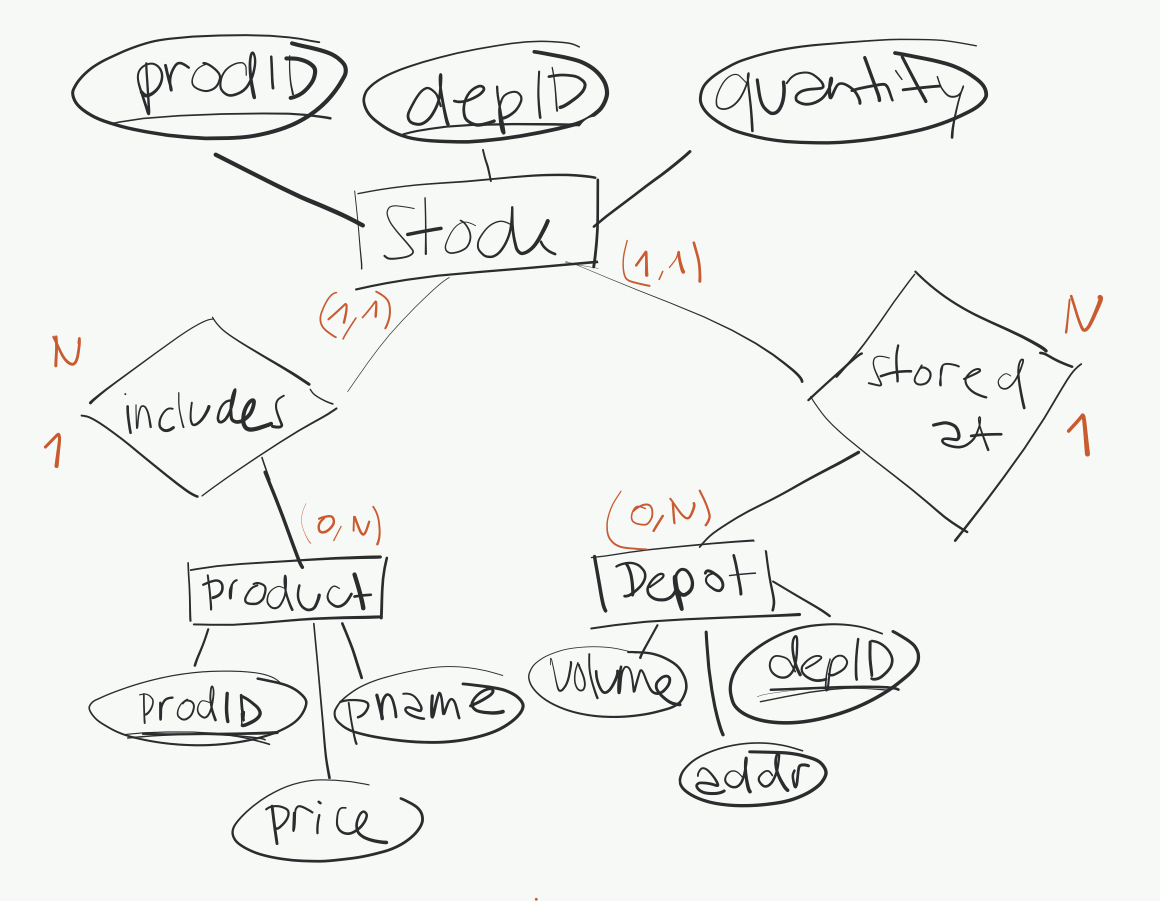 prodID
depID
quantity
Stock
(1,1)
(1,1)
N
includes
1
N
stored
at
1
(0,N)
(0,N)
product
Depot
prodID
pname
price
volume
depID
addr